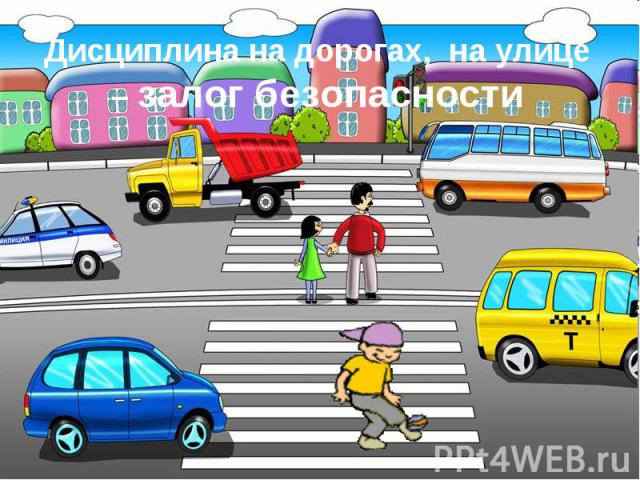 Дисциплина на дорогах, на улице
залог безопасности
МИЛИЦИЯ
Т
PPt4WEB.ru